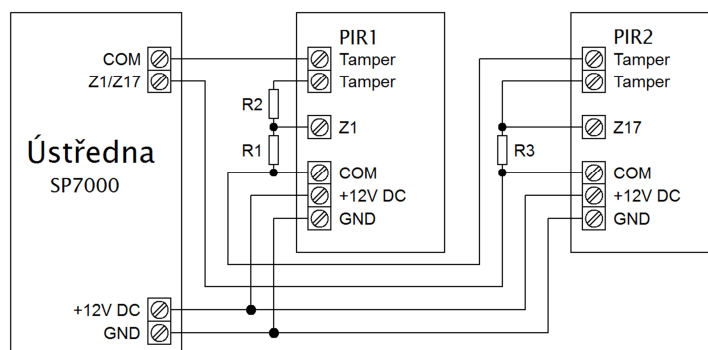 COM
Z1/Z17
Ústředna
SP7000
+12V DC
GND
PIR1
Tamper
Tamper
R2
Z1
R1
COM
+12V DC
GND
PIR2
Tamper
Tamper
Z17
R3
COM
+12V DC
GND